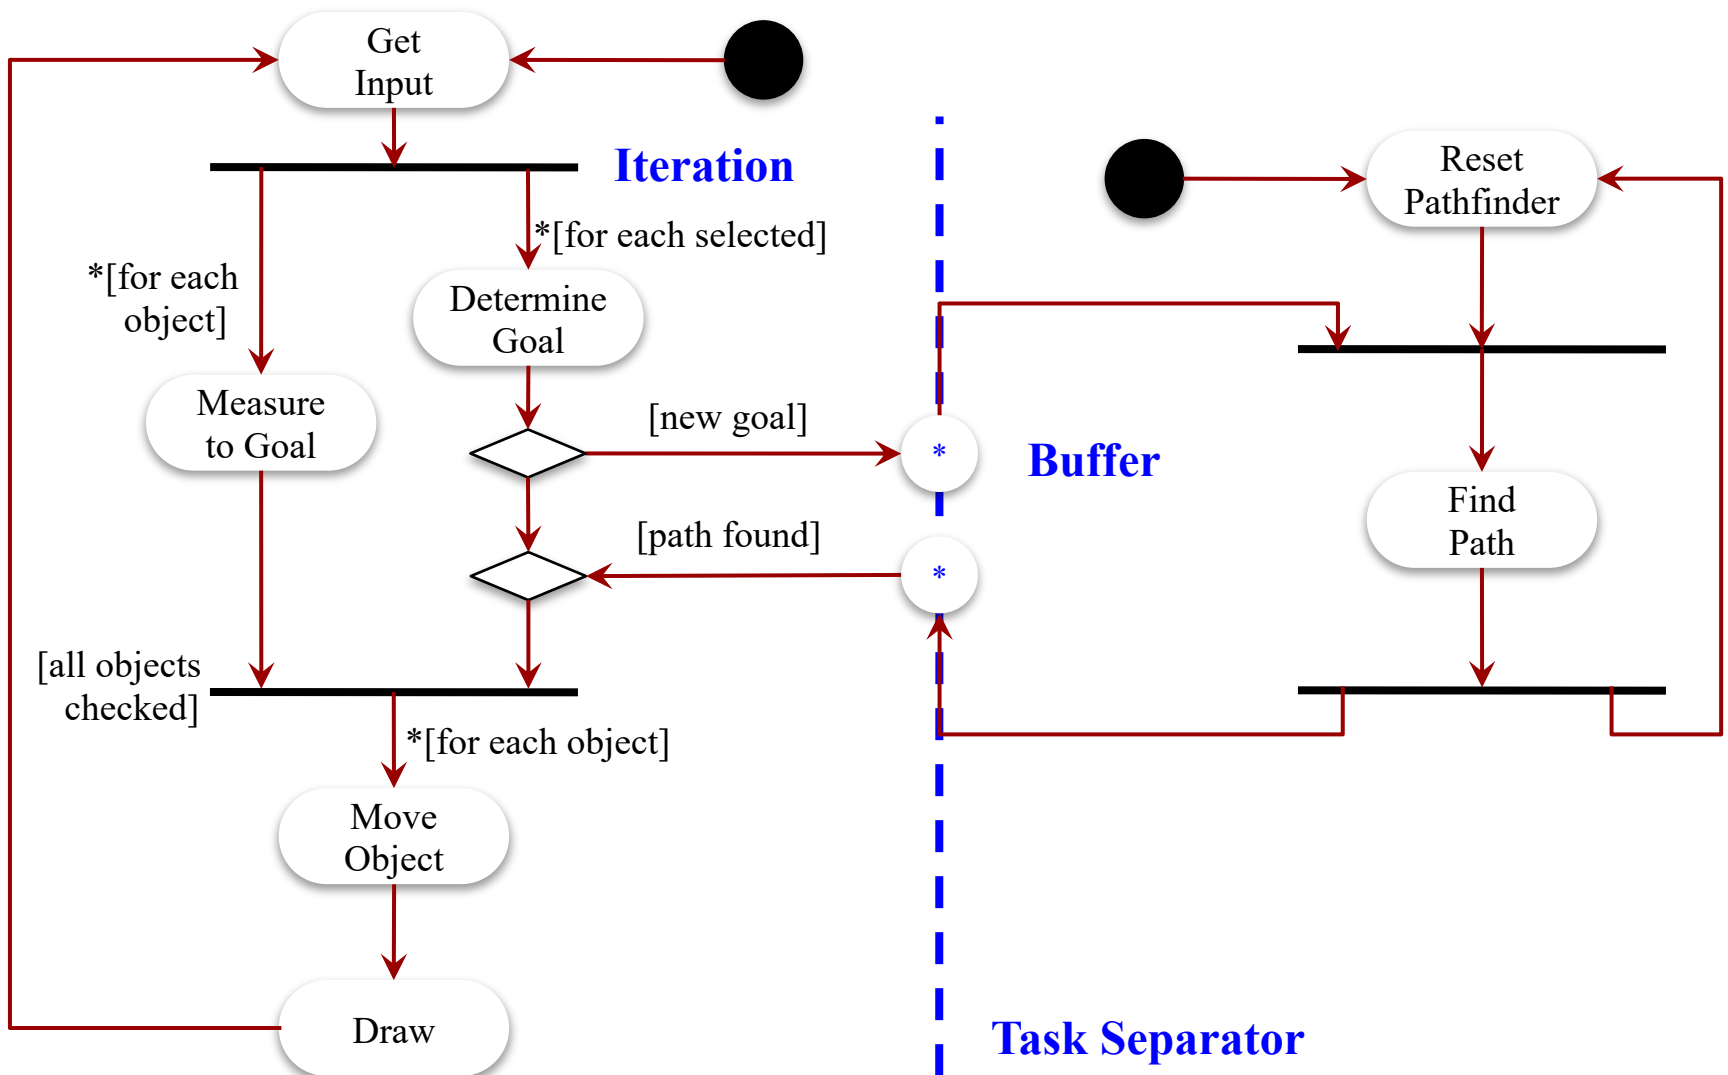 Get
Input
Iteration
Reset
Pathfinder
*[for each selected]
*[for each
object]
Determine
Goal
Measure
to Goal
[new goal]
*
Buffer
Find
Path
[path found]
*
[all objects
checked]
*[for each object]
Move
Object
Draw
Task Separator